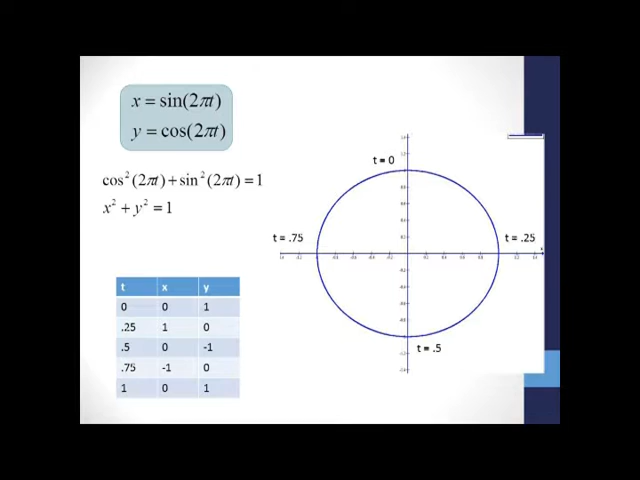 x = sin(2πt)
y = cos(2πt)
cos²(2πt) + sin²(2πt) = 1
x² + y² = 1
t x y
0 0 1
.25 1 0
.5 0 -1
.75 -1 0
1 0 1
t = 0
t = .75
t = .25
t = .5